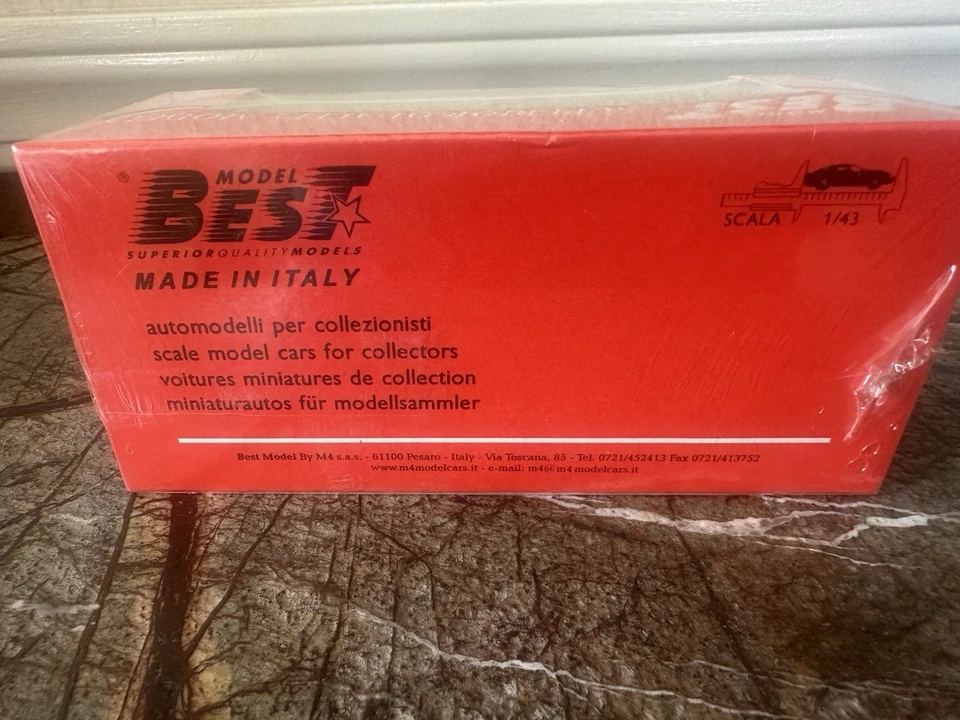 ®
MODEL
BEST
SUPERIORQUALITYMODELS
MADE IN ITALY
SCALA 1/43
automodelli per collezionisti
scale model cars for collectors
voitures miniatures de collection
miniaturautos für modellsammler
Best Model By M4 s.a.s. - 61100 Pesaro - Italy - Via Toscana, 85 - Tel. 0721/452413 Fax 0721/413752
www.m4modelcars.it - e-mail: m4@m4modelcars.it